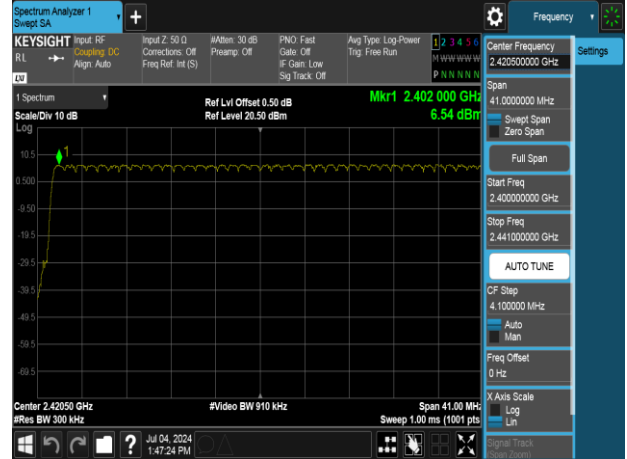 Spectrum Analyzer 1
Swept SA
+
Frequency
KEYSIGHT
RL
LXI
Input: RF
Coupling: DC
Align: Auto
Input Z: 50 Ω
Corrections: Off
Freq Ref: Int (S)
#Atten: 30 dB
Preamp: Off
PNO: Fast
Gate: Off
IF Gain: Low
Sig Track: Off
Avg Type: Log-Power
Trig: Free Run
1 2 3 4 5 6
M W W W W W
P N N N N N
1 Spectrum
Scale/Div 10 dB
Log
Ref Lvl Offset 0.50 dB
Ref Level 20.50 dBm
Mkr1 2.402 000 GHz
6.54 dBm
1
10.5
0.500
-9.50
-19.5
-29.5
-39.5
-49.5
-59.5
-69.5
Center 2.42050 GHz
#Res BW 300 kHz
#Video BW 910 kHz
Span 41.00 MHz
Sweep 1.00 ms (1001 pts
?
Jul 04, 2024
1:47:24 PM
Center Frequency
2.420500000 GHz
Settings
Span
41.0000000 MHz
Swept Span
Zero Span
Full Span
Start Freq
2.400000000 GHz
Stop Freq
2.441000000 GHz
AUTO TUNE
CF Step
4.100000 MHz
Auto
Man
Freq Offset
0 Hz
X Axis Scale
Log
Lin
Signal Track
(Span Zoom)